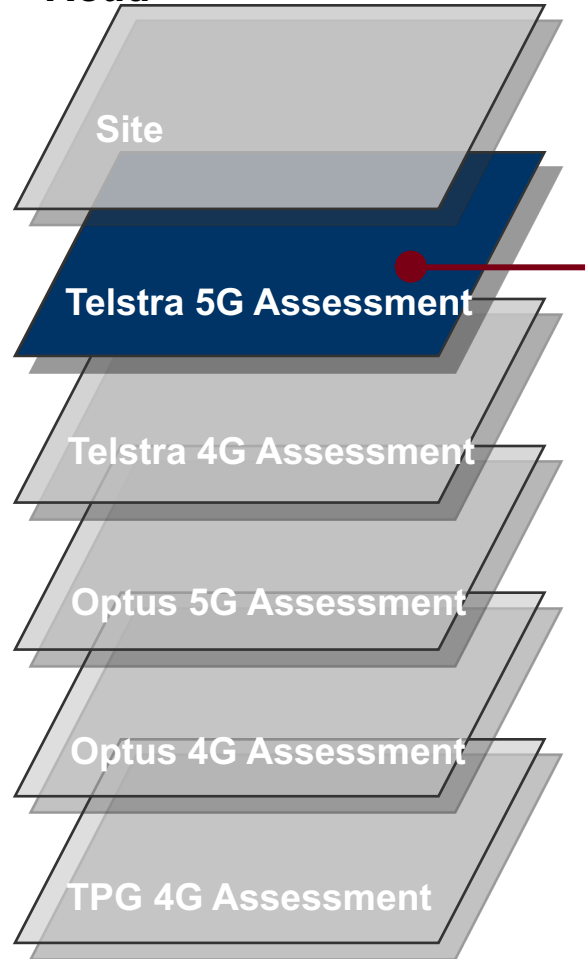 Site
Telstra 5G Assessment
Telstra 4G Assessment
Optus 5G Assessment
Optus 4G Assessment
TPG 4G Assessment